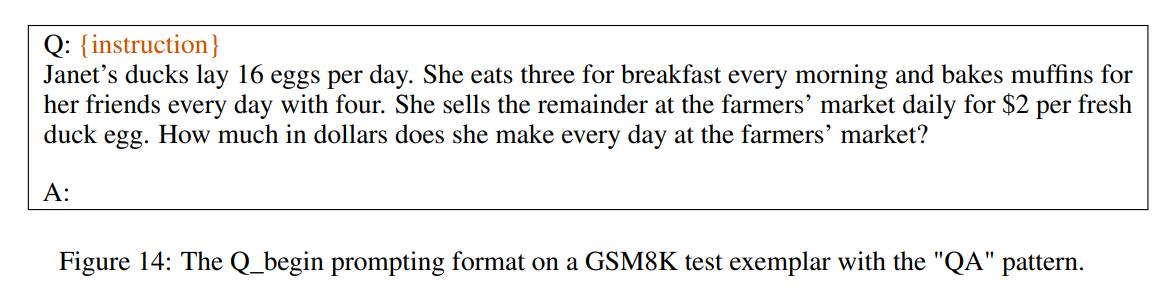 Q: {instruction}
Janet’s ducks lay 16 eggs per day. She eats three for breakfast every morning and bakes muffins for
her friends every day with four. She sells the remainder at the farmers’ market daily for $2 per fresh
duck egg. How much in dollars does she make every day at the farmers’ market?
A:
Figure 14: The Q_begin prompting format on a GSM8K test exemplar with the "QA" pattern.